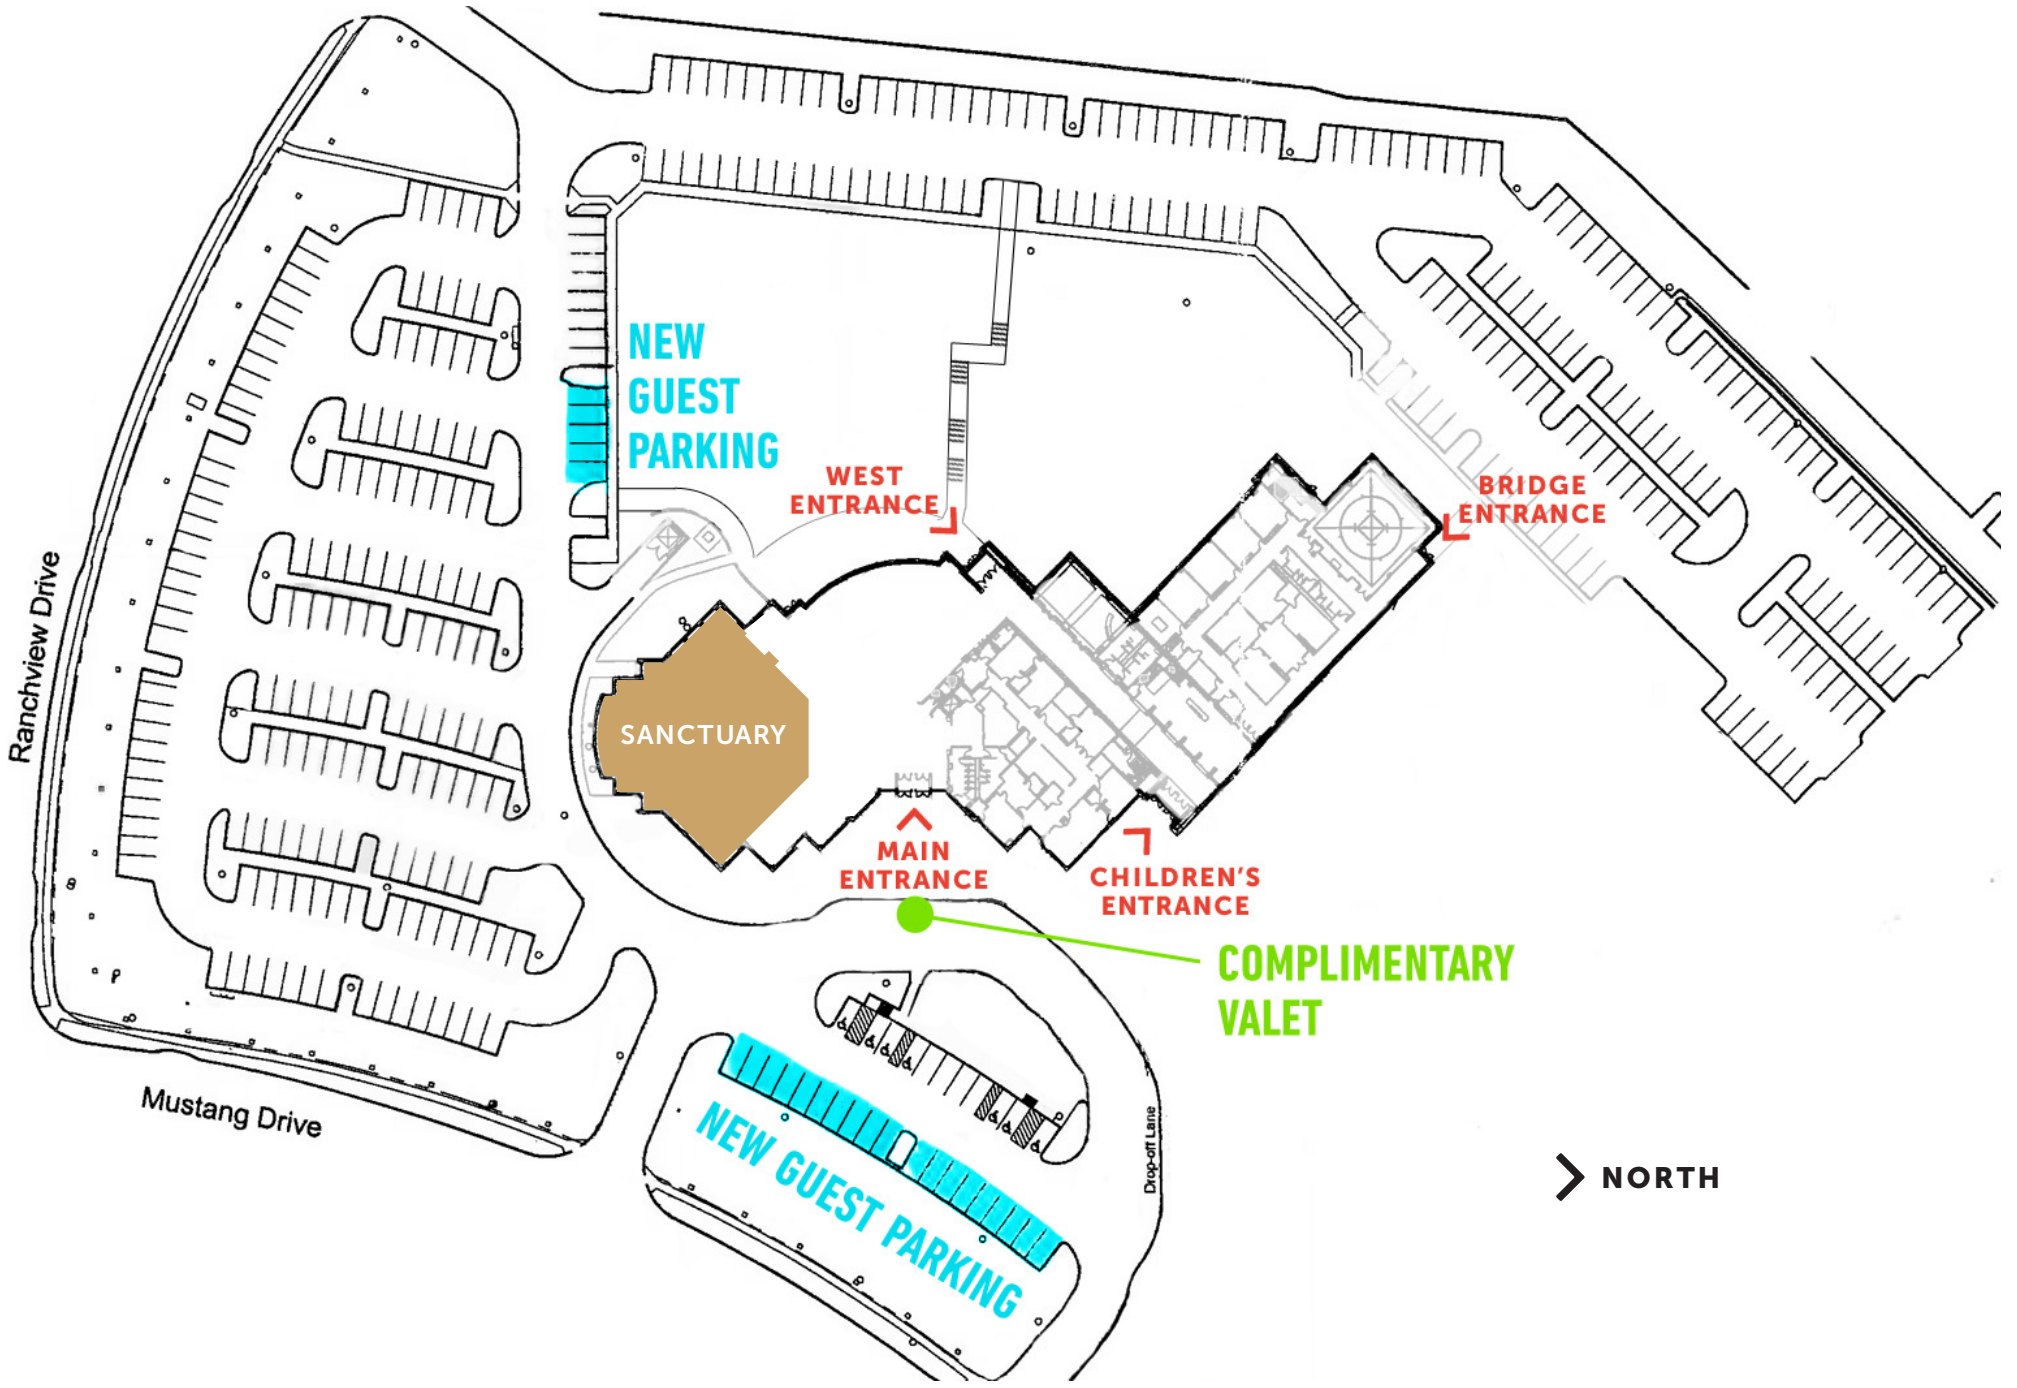 NEW
GUEST
PARKING
WEST
ENTRANCE
BRIDGE
ENTRANCE
Ranchview Drive
SANCTUARY
MAIN
ENTRANCE
CHILDREN'S
ENTRANCE
COMPLIMENTARY
VALET
Mustang Drive
NEW GUEST PARKING
Drop-off Lane
NORTH